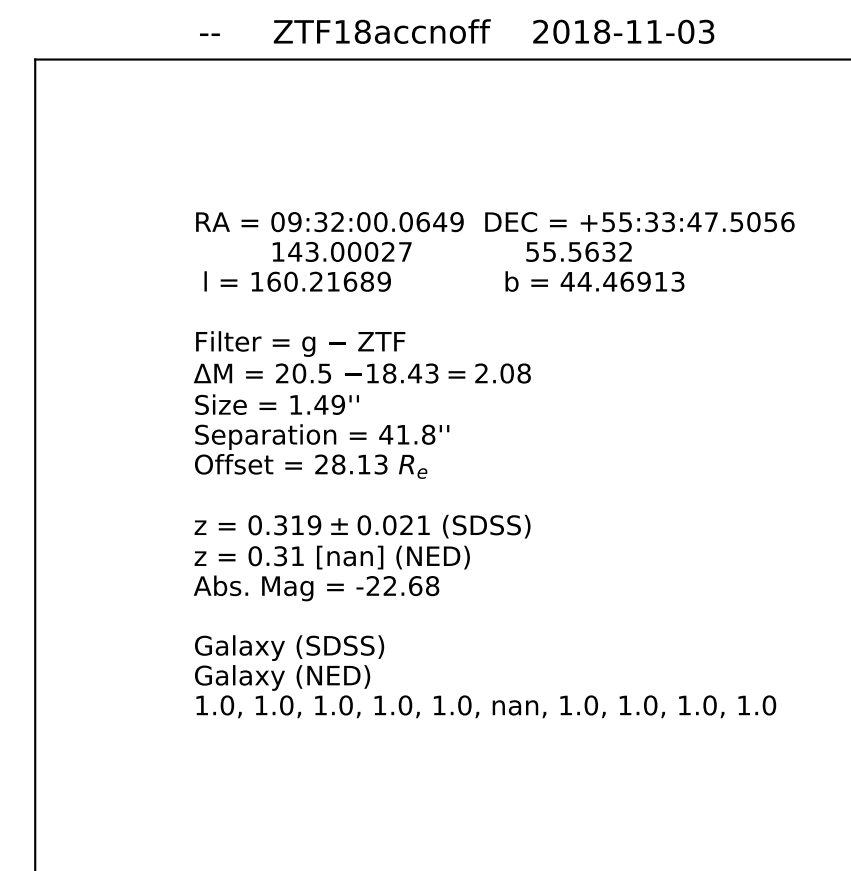 -- ZTF18accnoff 2018-11-03
RA = 09:32:00.0649 DEC = +55:33:47.5056
143.00027 55.5632
l = 160.21689 b = 44.46913
Filter = g − ZTF
ΔM = 20.5 −18.43 = 2.08
Size = 1.49''
Separation = 41.8''
Offset = 28.13 Rₑ
z = 0.319 ± 0.021 (SDSS)
z = 0.31 [nan] (NED)
Abs. Mag = -22.68
Galaxy (SDSS)
Galaxy (NED)
1.0, 1.0, 1.0, 1.0, 1.0, nan, 1.0, 1.0, 1.0, 1.0